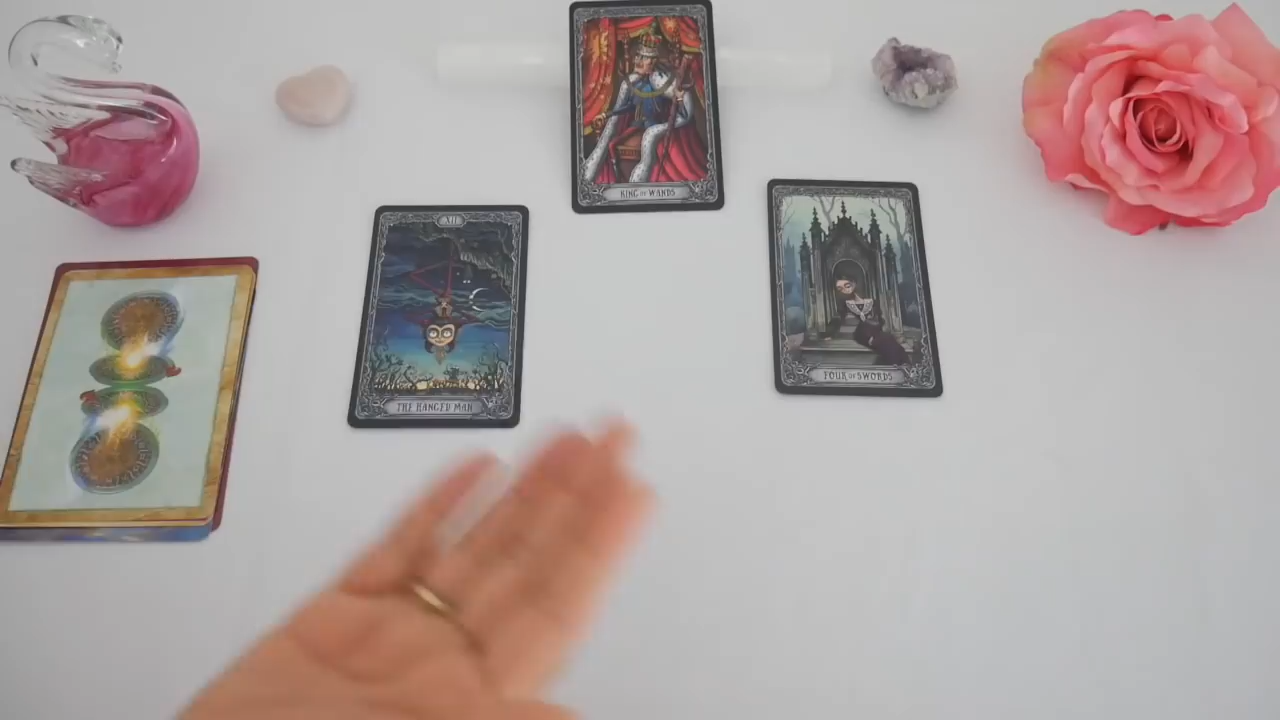 KING OF WANDS
XII
THE HANGED MAN
FOUR OF SWORDS